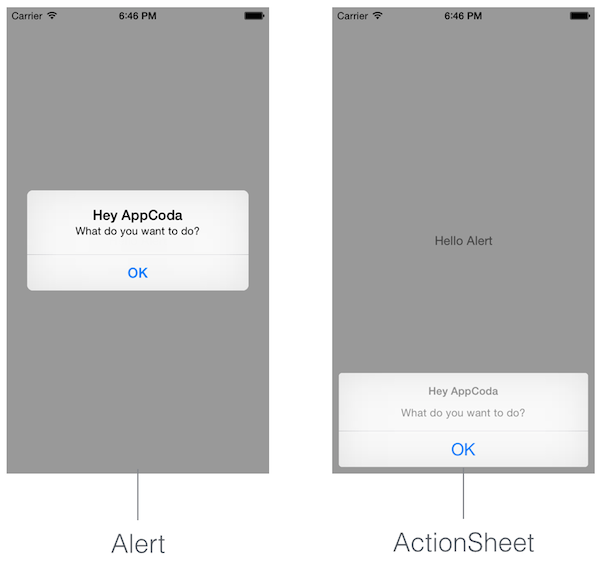 Carrier 6:46 PM
Hey AppCoda
What do you want to do?
OK
Alert
Carrier 6:46 PM
Hello Alert
Hey AppCoda
What do you want to do?
OK
ActionSheet